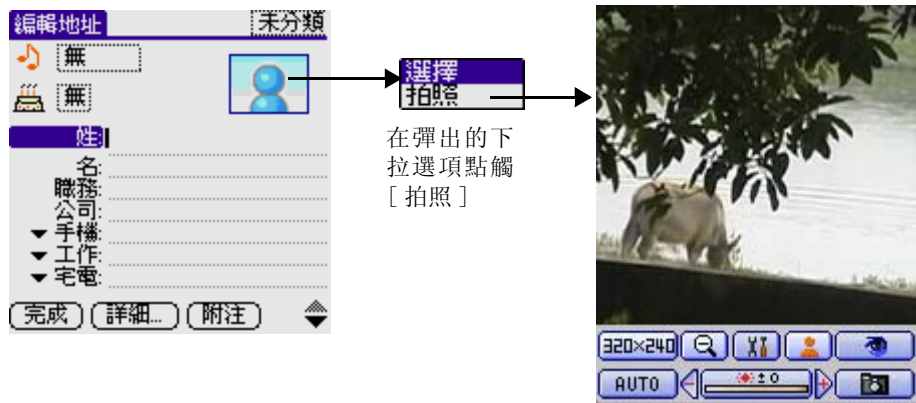 編輯地址
未分類
無
無
姓:
名:
職務:
公司:
手機:
工作:
宅電:
完成
詳細...
附注
選擇
拍照
在彈出的下
拉選項點觸
［拍照］
320×240
AUTO
±0